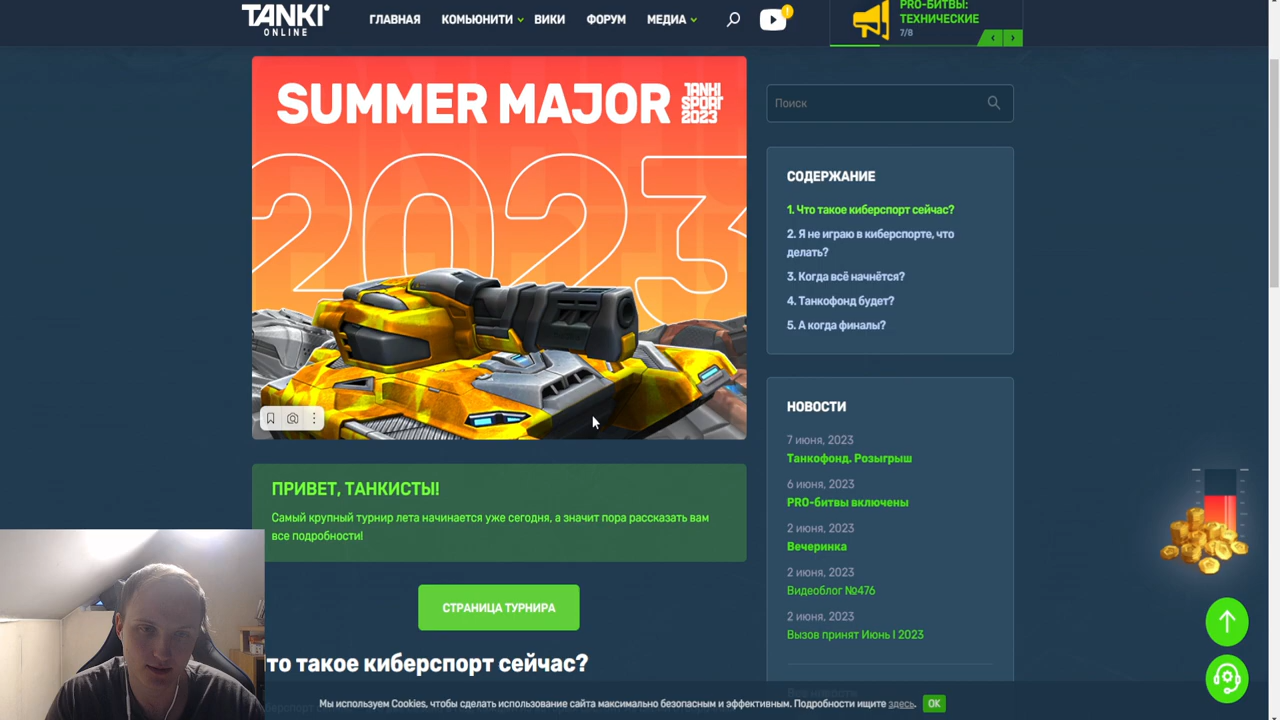 TANKI
ONLINE
ГЛАВНАЯ
КОМЬЮНИТИ
ВИКИ
ФОРУМ
МЕДИА
PRO-БИТВЫ:
ТЕХНИЧЕСКИЕ
7/8
SUMMER MAJOR
TANKI
SPORT
2023
2023
Поиск
СОДЕРЖАНИЕ
1. Что такое киберспорт сейчас?
2. Я не играю в киберспорте, что
делать?
3. Когда всё начнётся?
4. Танкофонд будет?
5. А когда финалы?
НОВОСТИ
7 июня, 2023
Танкофонд. Розыгрыш
6 июня, 2023
PRO-битвы включены
2 июня, 2023
Вечеринка
2 июня, 2023
Видеоблог №476
2 июня, 2023
Вызов принят Июнь I 2023
ПРИВЕТ, ТАНКИСТЫ!
Самый крупный турнир лета начинается уже сегодня, а значит пора рассказать вам
все подробности!
СТРАНИЦА ТУРНИРА
то такое киберспорт сейчас?
Мы используем Cookies, чтобы сделать использование сайта максимально безопасным и эффективным. Подробности ищите здесь.
OK